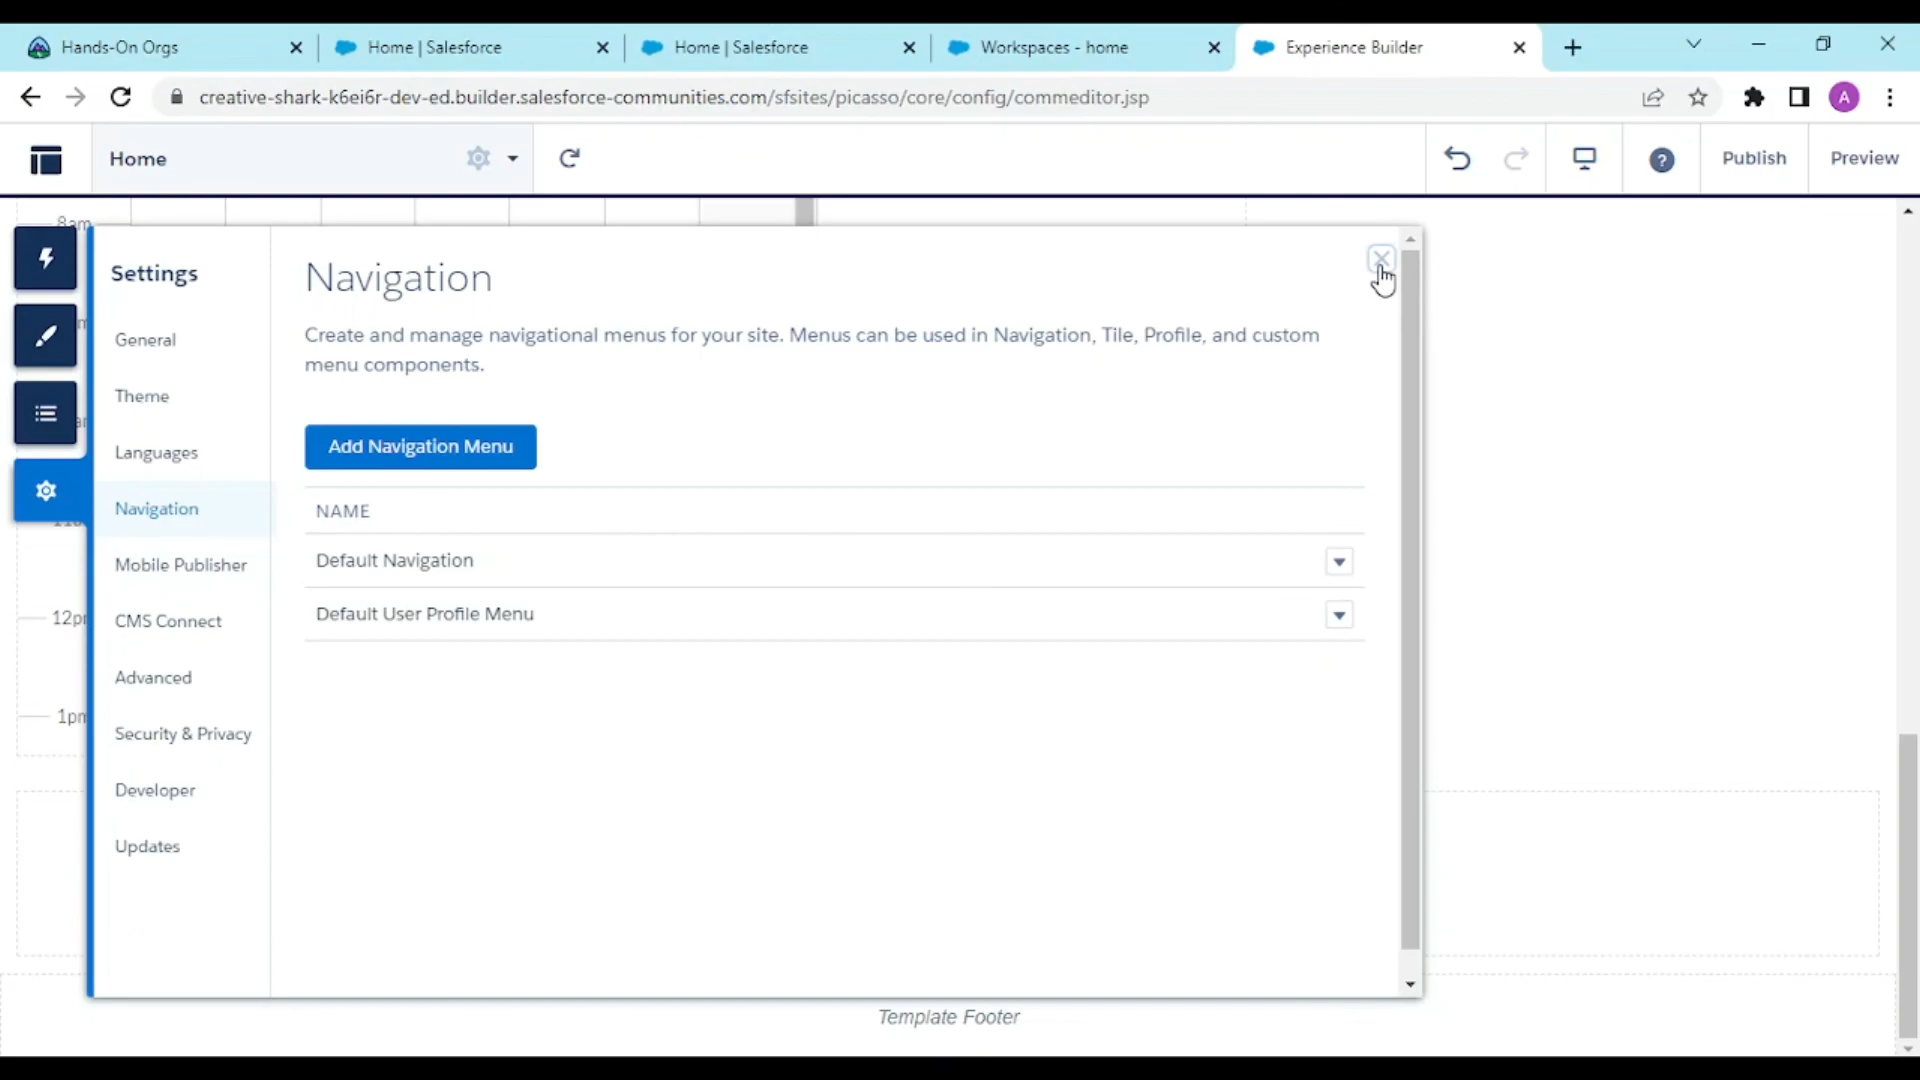 Hands-On Orgs
Home | Salesforce
Home | Salesforce
Workspaces - home
Experience Builder
creative-shark-k6ei6r-dev-ed.builder.salesforce-communities.com/sfsites/picasso/core/config/commeditor.jsp
A
Home
?
Publish
Preview
8am
Settings
General
Theme
Languages
Navigation
Mobile Publisher
CMS Connect
Advanced
Security & Privacy
Developer
Updates
Navigation
Create and manage navigational menus for your site. Menus can be used in Navigation, Tile, Profile, and custom
menu components.
Add Navigation Menu
NAME
Default Navigation
Default User Profile Menu
12pm
1pm
Template Footer